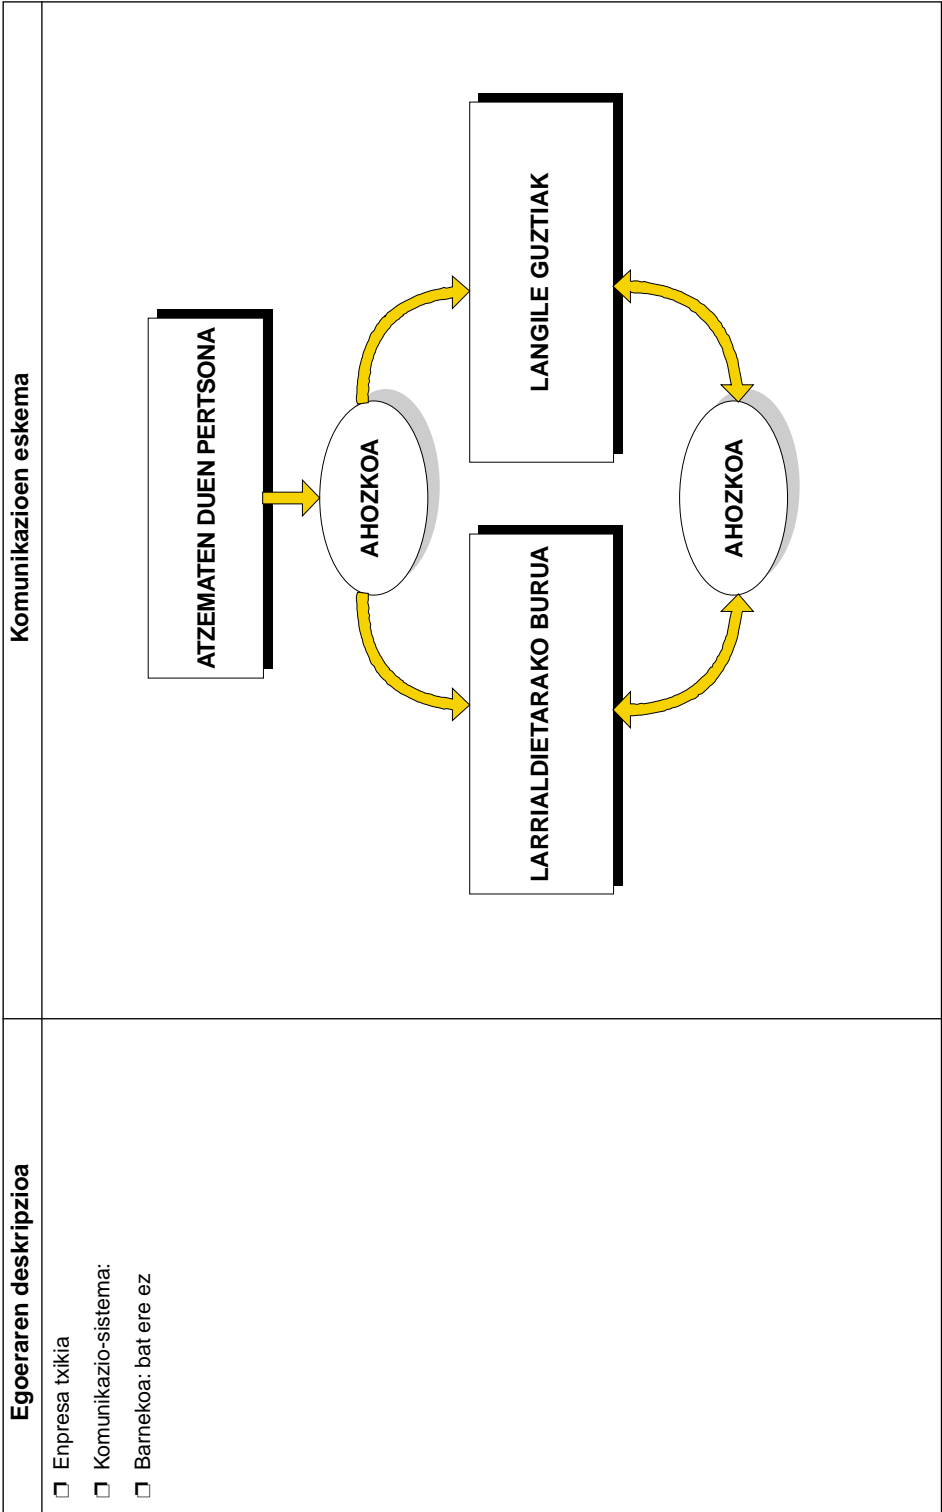 Egoeraren deskripzioa
Komunikazioen eskema
❏ Enpresa txikia
❏ Komunikazio-sistema:
❏ Barnekoa: bat ere ez
ATZEMATEN DUEN PERTSONA
AHOZKOA
LARRIALDIETARAKO BURUA
LANGILE GUZTIAK
AHOZKOA